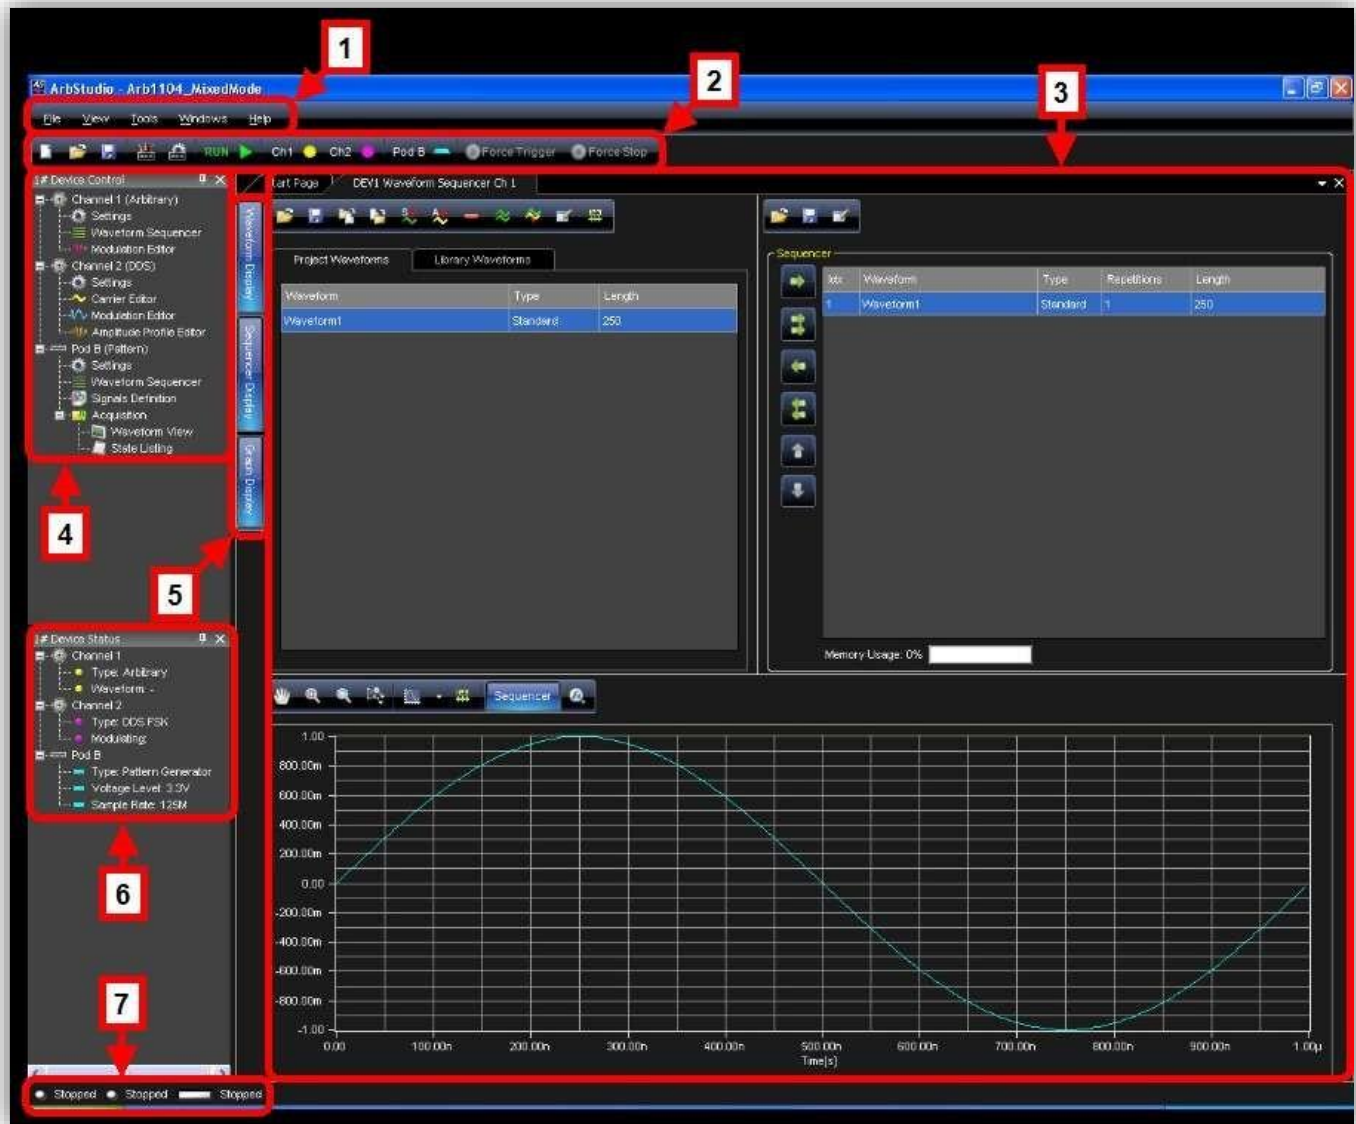 1
2
3
ArbStudio - Arb1104_MixedMode
File View Tools Windows Help
RUN Ch1 Ch2 Pod B Force Trigger Force Stop
1# Device Control
Channel 1 (Arbitrary)
Settings
Waveform Sequencer
Modulation Editor
Channel 2 (DDS)
Settings
Carrier Editor
Modulation Editor
Amplitude Profile Editor
Pod B (Pattern)
Settings
Waveform Sequencer
Signals Definition
Acquisition
Waveform View
State Listing
4
5
Waveform Display
Sequencer Display
Graph Display
tart Page DEV1 Waveform Sequencer Ch 1
Project Waveforms Library Waveforms
Waveform Type Length
Waveform1 Standard 250
Sequencer
Idx Waveform Type Repetitions Length
1 Waveform1 Standard 1 250
Memory Usage: 0%
1# Device Status
Channel 1
Type: Arbitrary
Waveform: -
Channel 2
Type: DDS FSK
Modulating:
Pod B
Type: Pattern Generator
Voltage Level: 3.3V
Sample Rate: 125M
6
7
Sequencer
1.00
800.00m
600.00m
400.00m
200.00m
0.00
-200.00m
-400.00m
-600.00m
-800.00m
-1.00
0.00 100.00n 200.00n 300.00n 400.00n 500.00n 600.00n 700.00n 800.00n 900.00n 1.00µ
Time(s)
Stopped Stopped Stopped